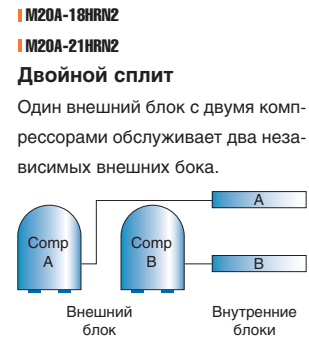 M20A-18HRN2
M20A-21HRN2
Двойной сплит
Один внешний блок с двумя комп-
рессорами обслуживает два неза-
висимых внешних бока.
A
Comp
A
Comp
B
B
Внешний
блок
Внутренние
блоки